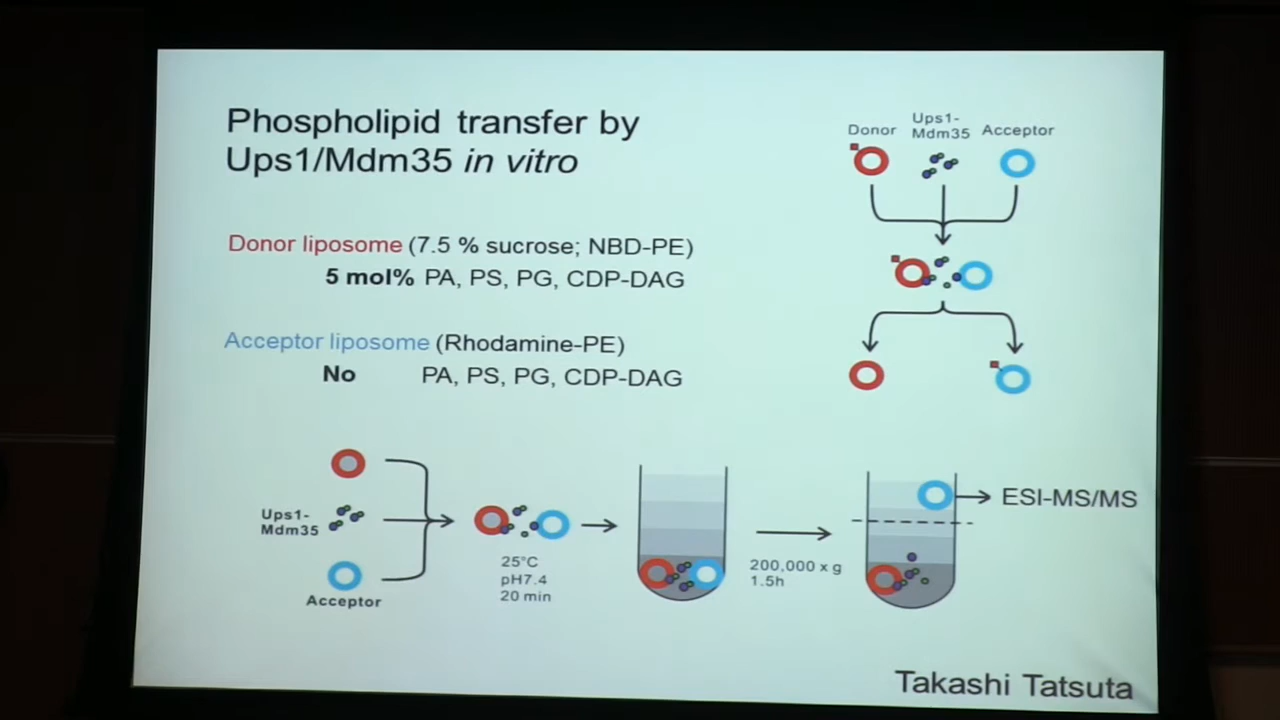 Phospholipid transfer by
Ups1/Mdm35 in vitro
Donor
Ups1-
Mdm35
Acceptor
Donor liposome (7.5 % sucrose; NBD-PE)
5 mol% PA, PS, PG, CDP-DAG
Acceptor liposome (Rhodamine-PE)
No PA, PS, PG, CDP-DAG
Ups1-
Mdm35
Acceptor
25°C
pH7.4
20 min
200,000 x g
1.5h
ESI-MS/MS
Takashi Tatsuta